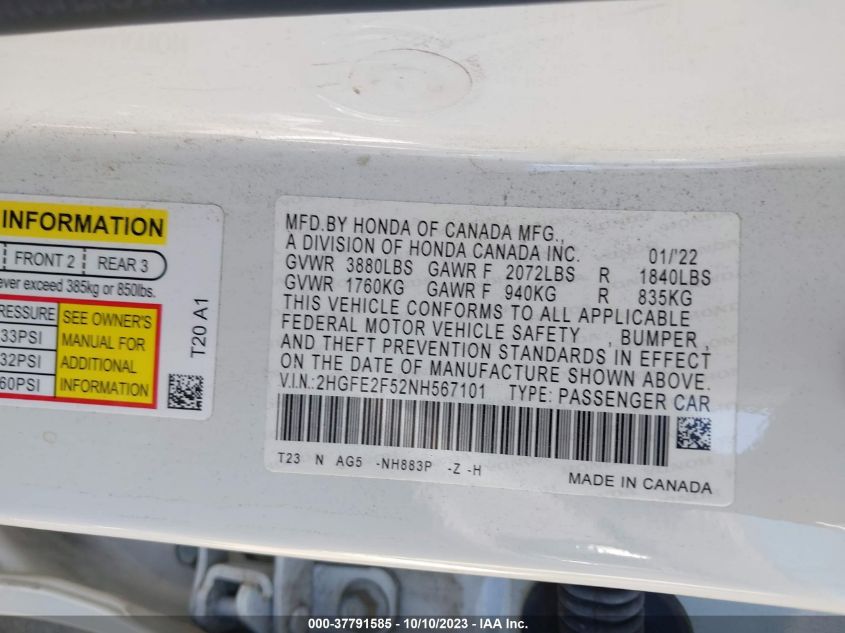 INFORMATION
FRONT 2 REAR 3
ever exceed 385kg or 850lbs.
PRESSURE
33PSI
32PSI
60PSI
SEE OWNER'S
MANUAL FOR
ADDITIONAL
INFORMATION
T20 A1
MFD.BY HONDA OF CANADA MFG.,
A DIVISION OF HONDA CANADA INC. 01/'22
GVWR 3880LBS GAWR F 2072LBS R 1840LBS
GVWR 1760KG GAWR F 940KG R 835KG
THIS VEHICLE CONFORMS TO ALL APPLICABLE
FEDERAL MOTOR VEHICLE SAFETY , BUMPER
AND THEFT PREVENTION STANDARDS IN EFFECT
ON THE DATE OF MANUFACTURE SHOWN ABOVE.
V.I.N.:2HGFE2F52NH567101 TYPE: PASSENGER CAR
T23 N AG5 -NH883P -Z -H
MADE IN CANADA
000-37791585 - 10/10/2023 - IAA Inc.